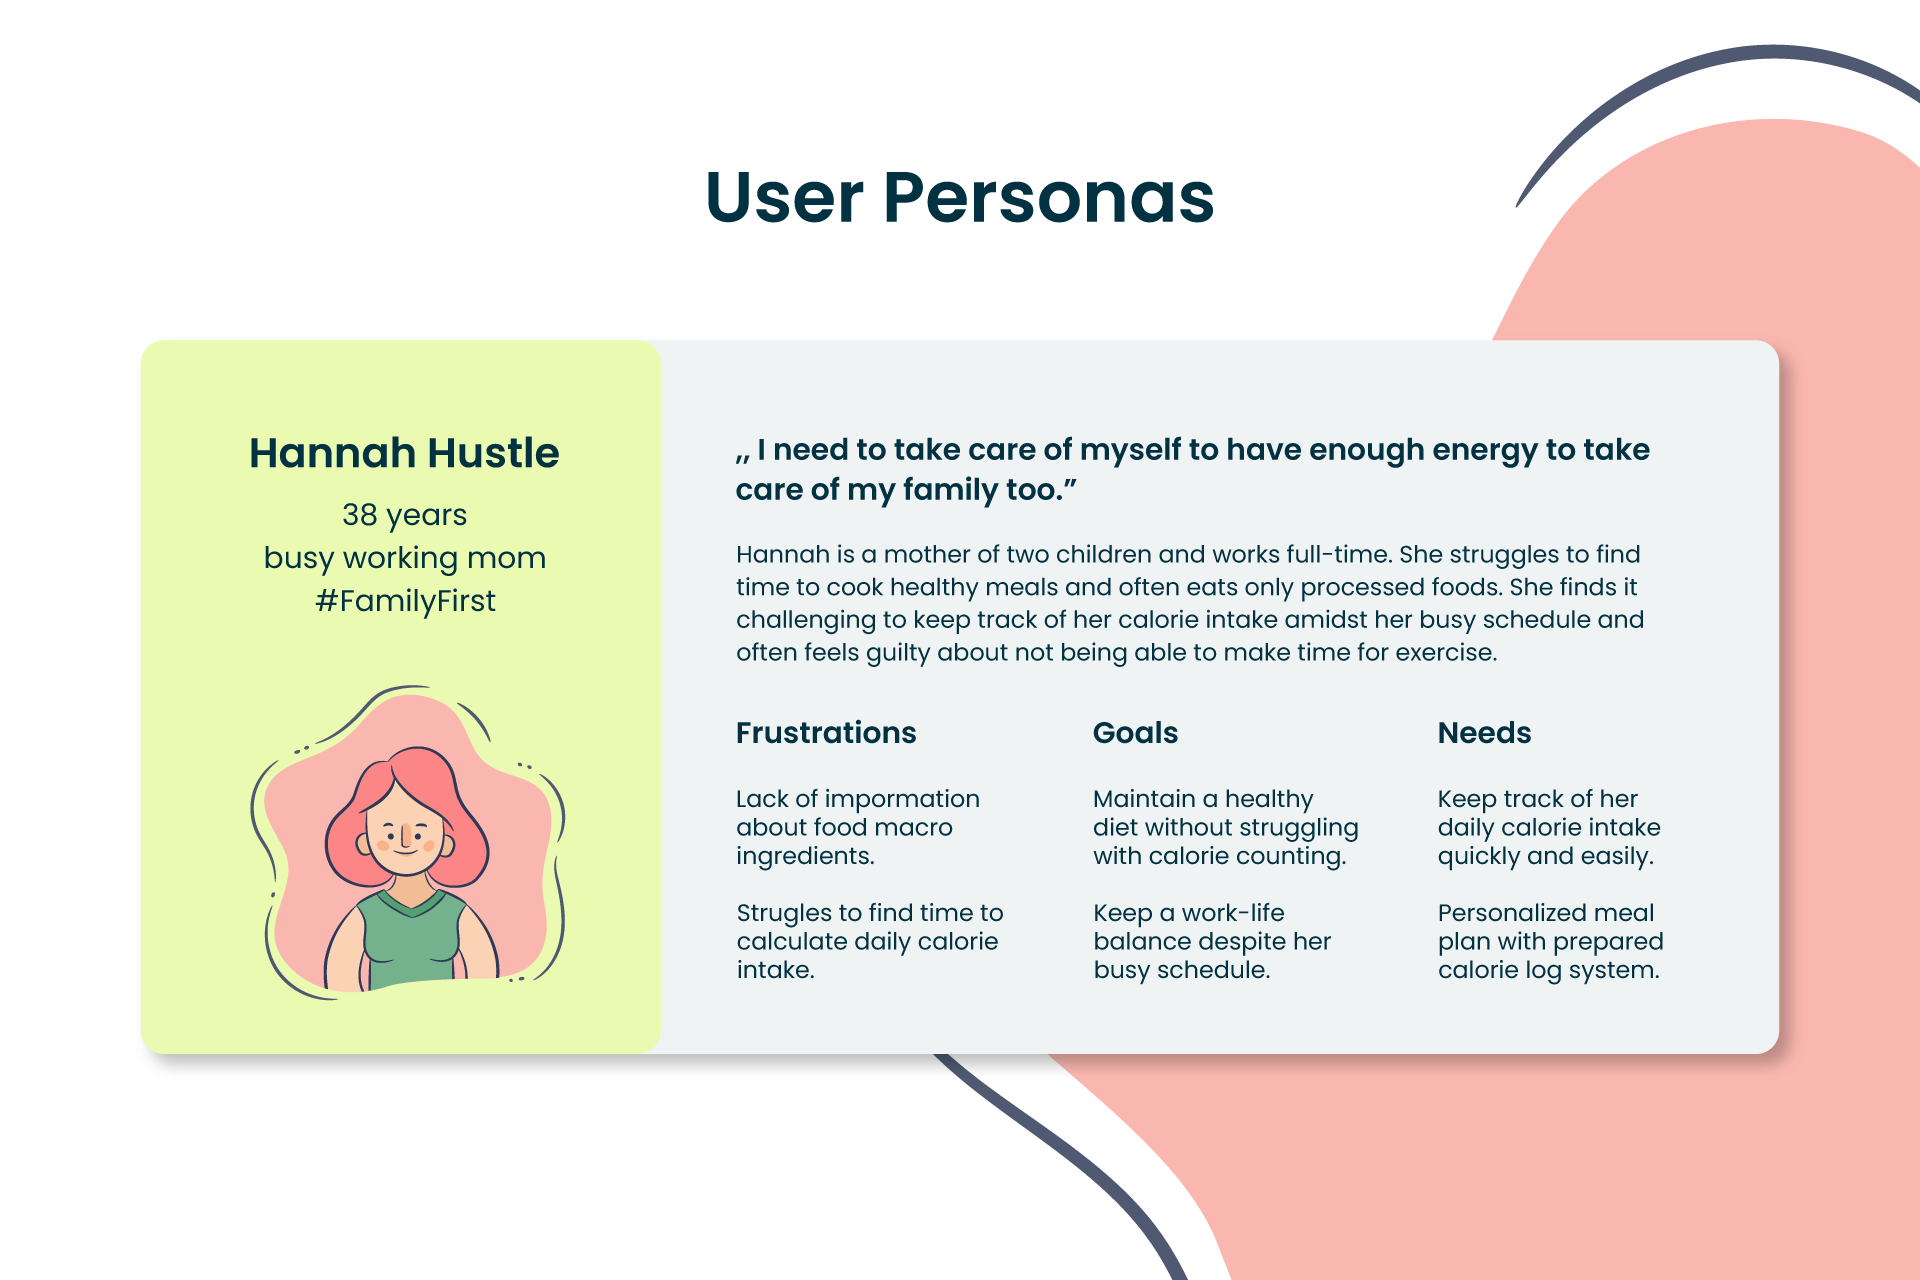 User Personas
Hannah Hustle
38 years
busy working mom
#FamilyFirst
,, I need to take care of myself to have enough energy to take
care of my family too.”
Hannah is a mother of two children and works full-time. She struggles to find
time to cook healthy meals and often eats only processed foods. She finds it
challenging to keep track of her calorie intake amidst her busy schedule and
often feels guilty about not being able to make time for exercise.
Frustrations
Lack of impormation
about food macro
ingredients.
Strugles to find time to
calculate daily calorie
intake.
Goals
Maintain a healthy
diet without struggling
with calorie counting.
Keep a work-life
balance despite her
busy schedule.
Needs
Keep track of her
daily calorie intake
quickly and easily.
Personalized meal
plan with prepared
calorie log system.